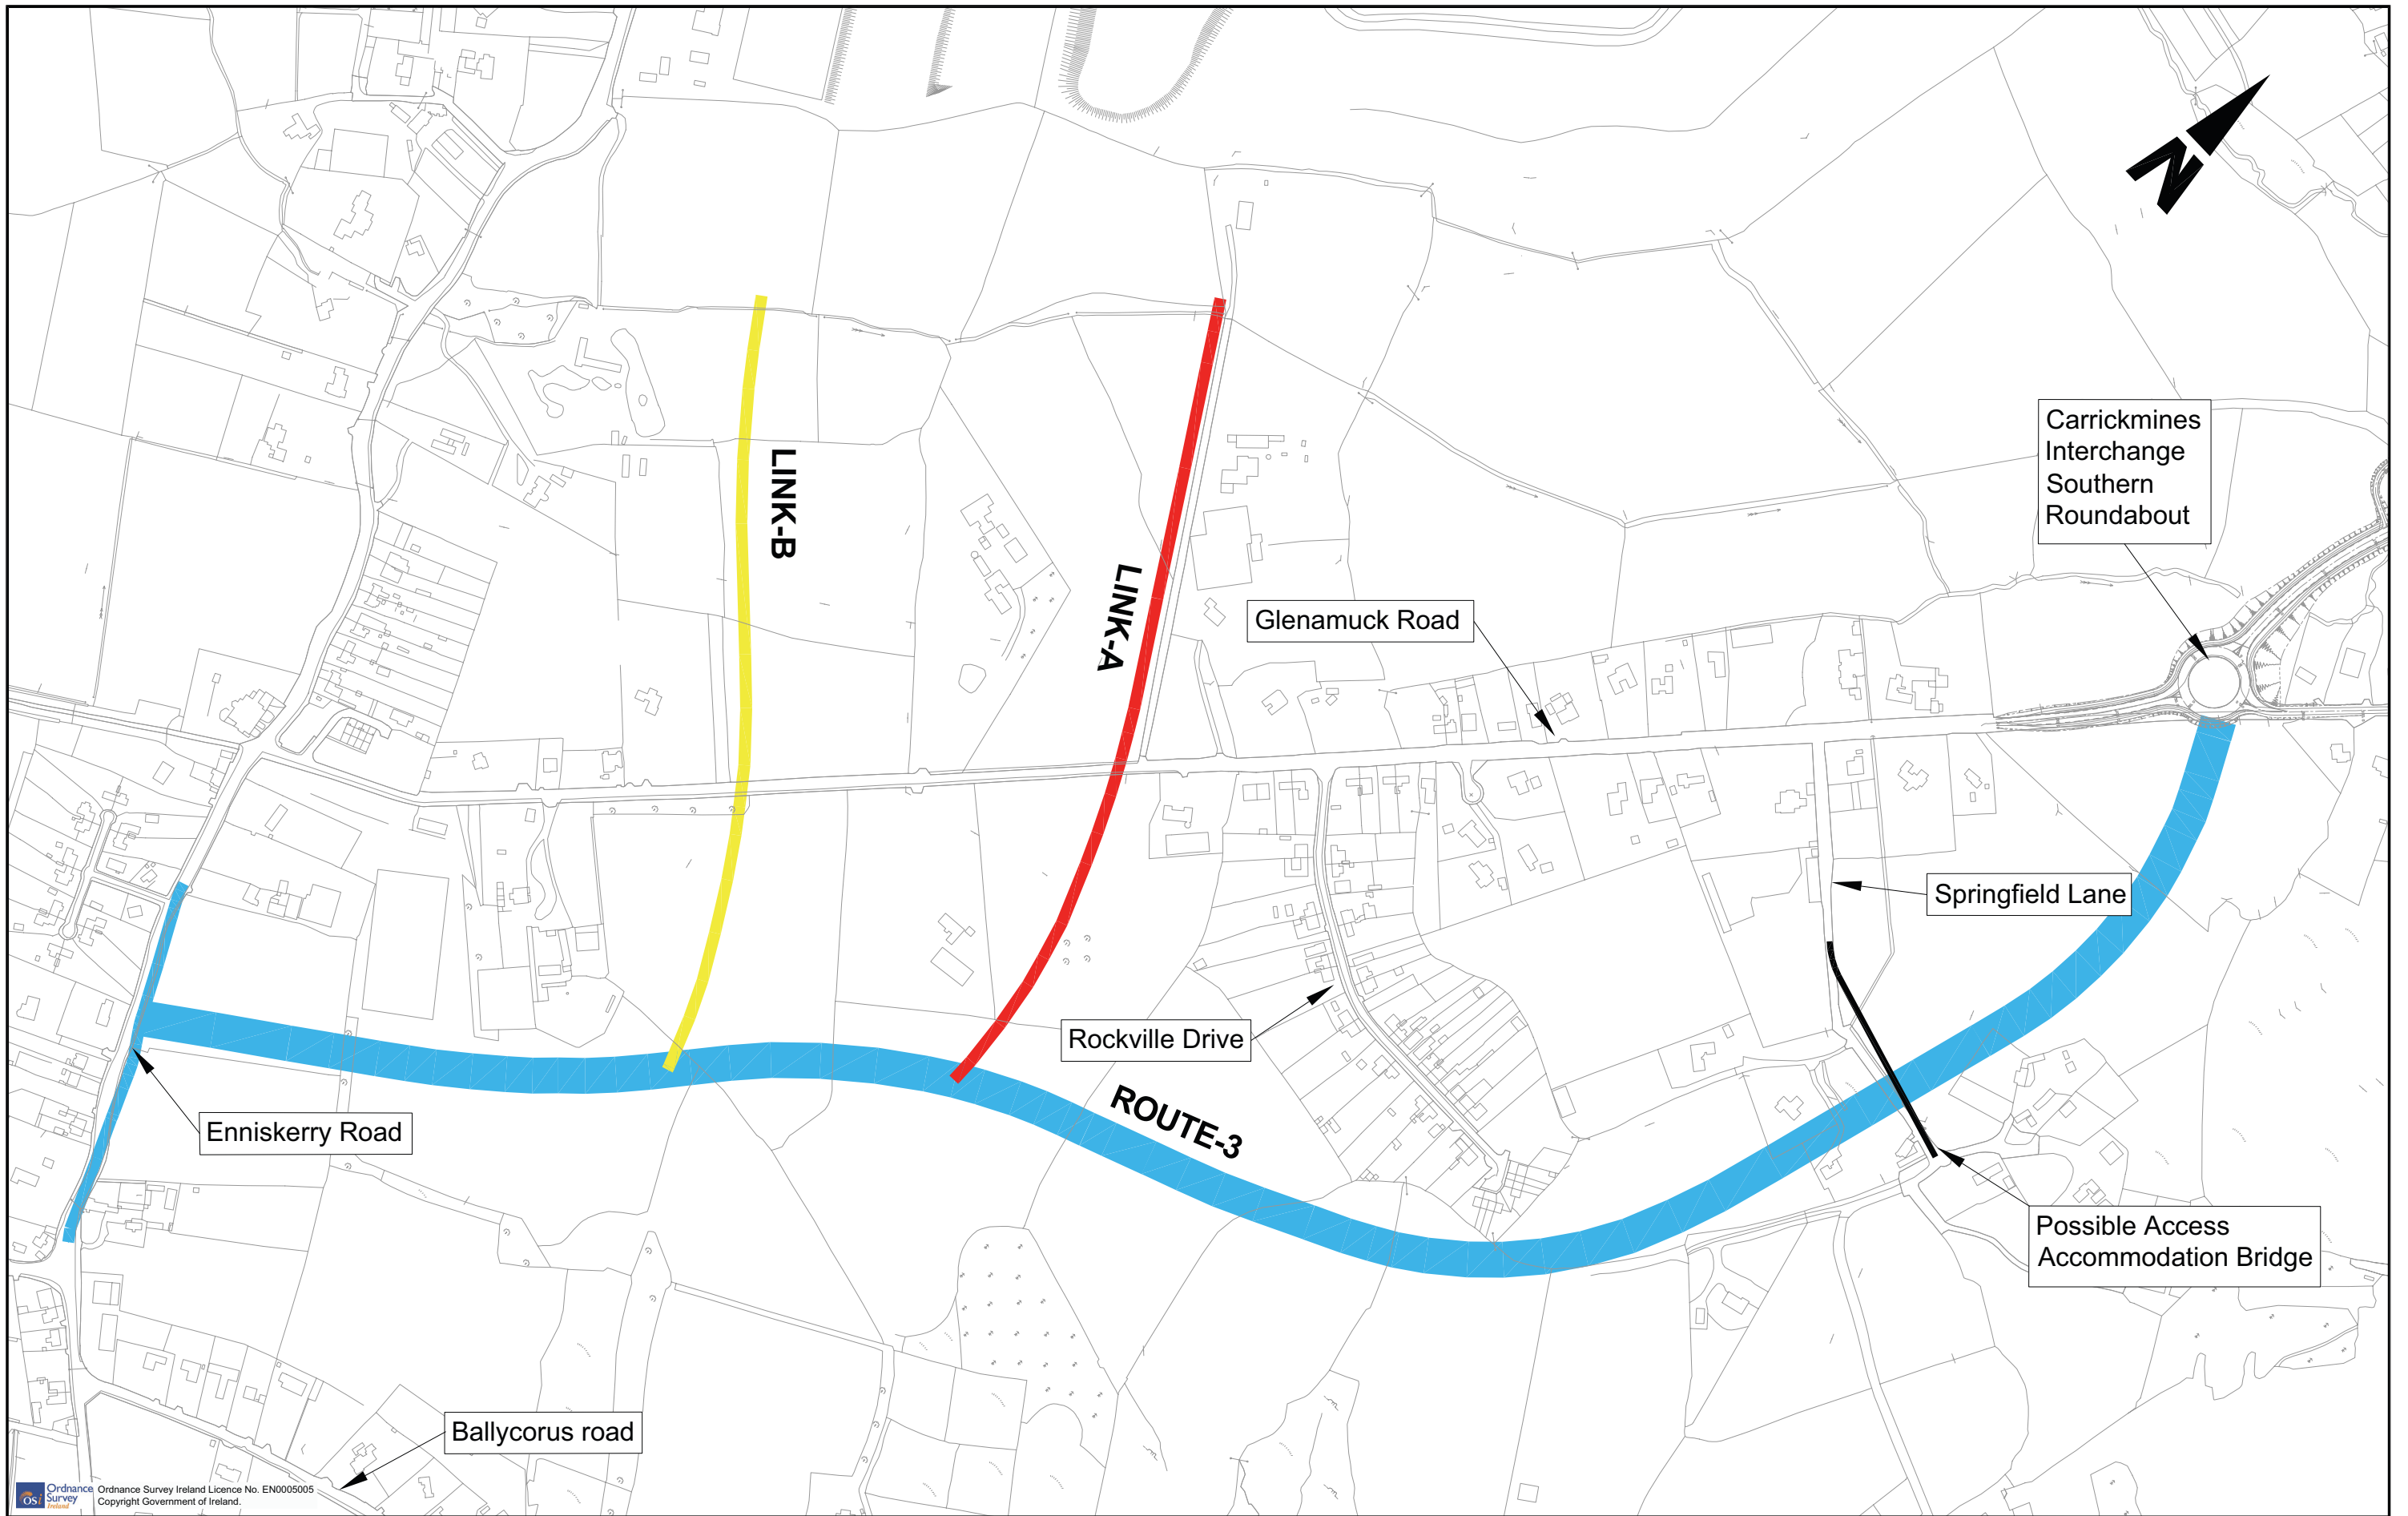 N
Carrickmines
Interchange
Southern
Roundabout
LINK-B
LINK-A
Glenamuck Road
Springfield Lane
Rockville Drive
ROUTE-3
Enniskerry Road
Possible Access
Accommodation Bridge
Ballycorus road
osi
Ordnance
Survey
Ireland
Ordnance Survey Ireland Licence No. EN0005005
Copyright Government of Ireland.